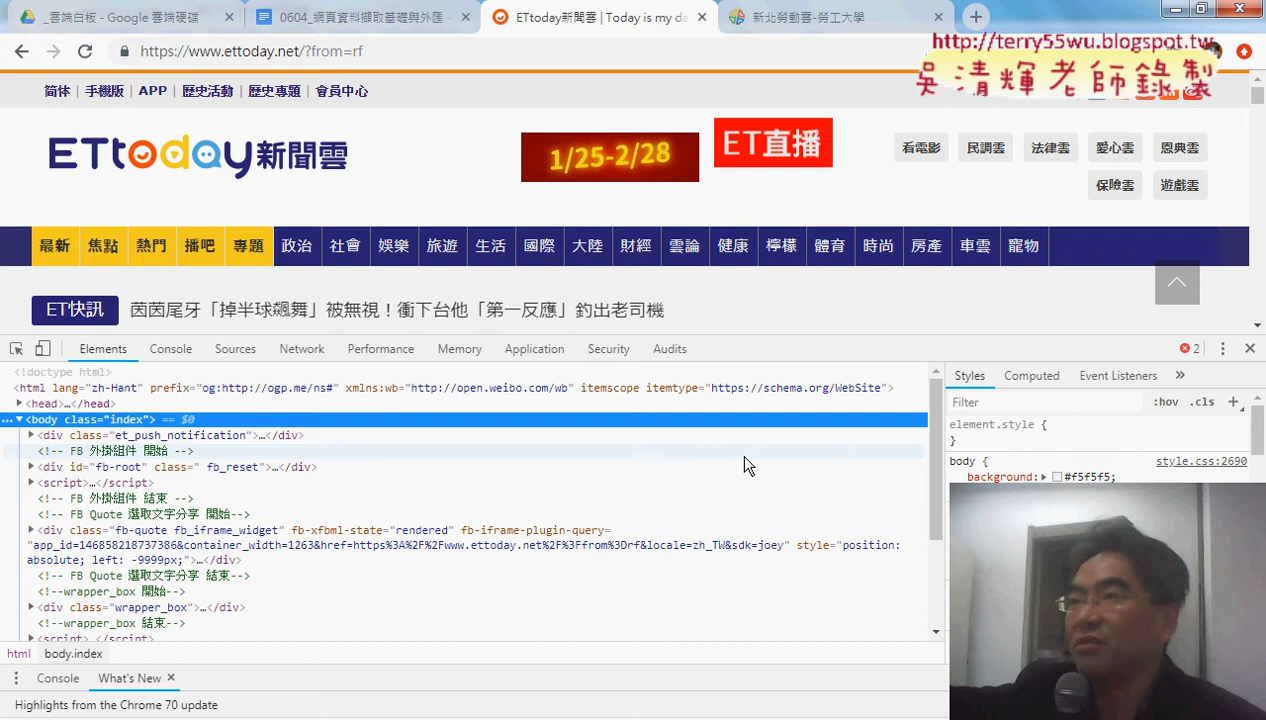 _雲端白板 - Google 雲端硬碟
0604_網頁資料擷取基礎與外匯
ETtoday新聞雲 | Today is my da
新北勞動雲-勞工大學
https://www.ettoday.net/?from=rf
http://terry55wu.blogspot.tw
吳清輝老師錄製
简体 手機版 APP 歷史活動 歷史專題 會員中心
ETtoday新聞雲
1/25-2/28
ET直播
看電影 民調雲 法律雲 愛心雲 恩典雲
保險雲 遊戲雲
最新 焦點 熱門 播吧 專題 政治 社會 娛樂 旅遊 生活 國際 大陸 財經 雲論 健康 檸檬 體育 時尚 房產 車雲 寵物
ET快訊 茵茵尾牙「掉半球飆舞」被無視！衝下台他「第一反應」釣出老司機
Elements Console Sources Network Performance Memory Application Security Audits 2
<!doctype html>
<html lang="zh-Hant" prefix="og:http://ogp.me/ns#" xmlns:wb="http://open.weibo.com/wb" itemscope itemtype="https://schema.org/WebSite">
<head>…</head>
<body class="index"> == $0
<div class="et_push_notification">…</div>
<!-- FB 外掛組件 開始 -->
<div id="fb-root" class=" fb_reset">…</div>
<script>…</script>
<!-- FB 外掛組件 結束 -->
<!-- FB Quote 選取文字分享 開始-->
<div class="fb-quote fb_iframe_widget" fb-xfbml-state="rendered" fb-iframe-plugin-query=
"app_id=146858218737386&container_width=1263&href=https%3A%2F%2Fwww.ettoday.net%2F%3Ffrom%3Drf&locale=zh_TW&sdk=joey" style="position:
absolute; left: -9999px;">…</div>
<!-- FB Quote 選取文字分享 結束-->
<!--wrapper_box 開始-->
<div class="wrapper_box">…</div>
<!--wrapper_box 結束-->
<script>…</script>
html body.index
Styles Computed Event Listeners »
Filter :hov .cls +
element.style {
}
body { style.css:2690
background: #f5f5f5;
Console What's New ×
Highlights from the Chrome 70 update